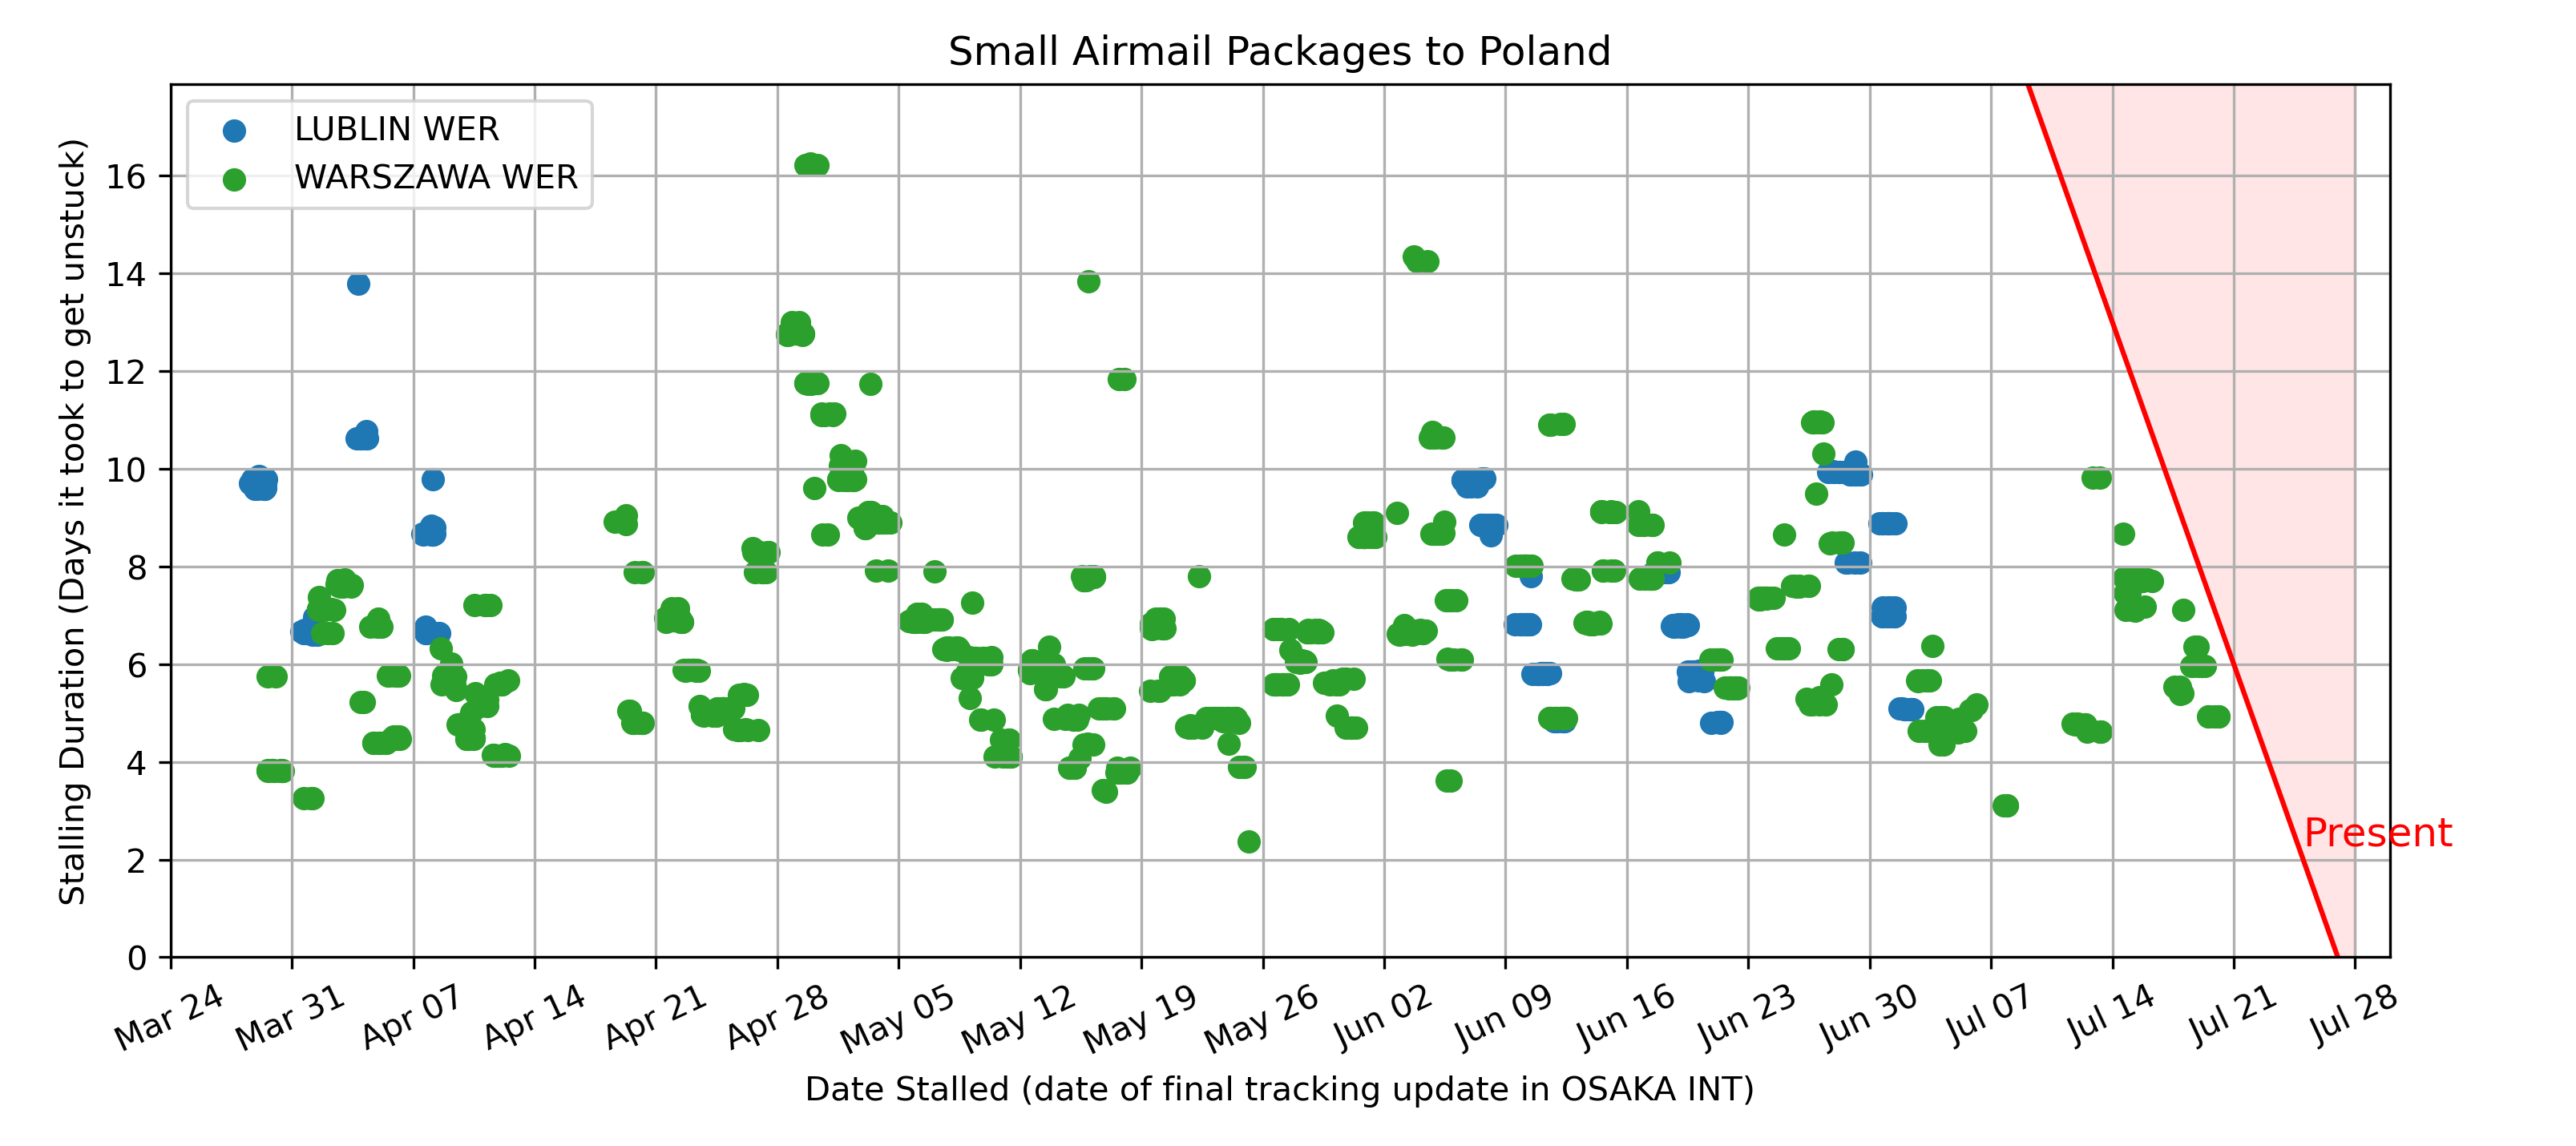 Small Airmail Packages to Poland
LUBLIN WER
WARSZAWA WER
Stalling Duration (Days it took to get unstuck)
16
14
12
10
8
6
4
2
0
Present
Mar 24
Mar 31
Apr 07
Apr 14
Apr 21
Apr 28
May 05
May 12
May 19
May 26
Jun 02
Jun 09
Jun 16
Jun 23
Jun 30
Jul 07
Jul 14
Jul 21
Jul 28
Date Stalled (date of final tracking update in OSAKA INT)